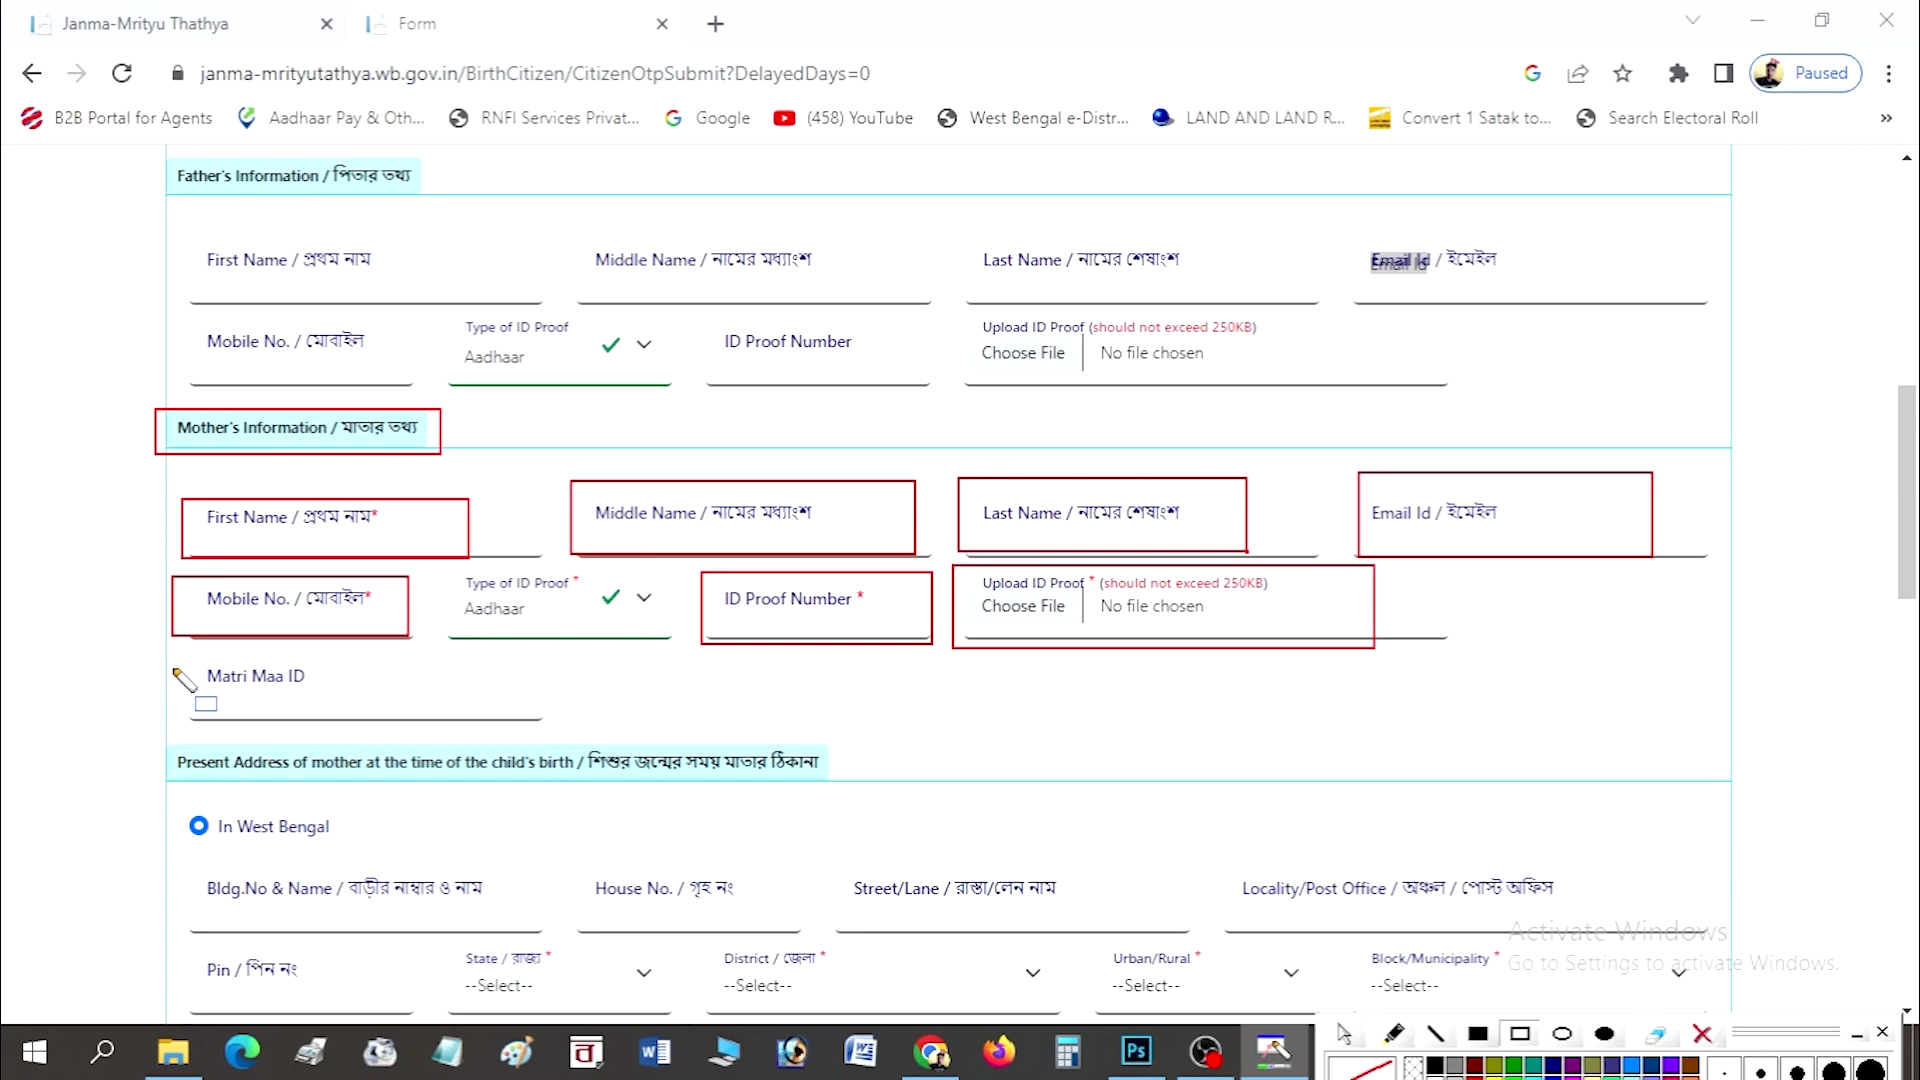 Janma-Mrityu Thathya
Form
janma-mrityutathya.wb.gov.in/BirthCitizen/CitizenOtpSubmit?DelayedDays=0
Paused
B2B Portal for Agents
Aadhaar Pay & Oth...
RNFI Services Privat...
Google
(458) YouTube
West Bengal e-Distr...
LAND AND LAND R...
Convert 1 Satak to...
Search Electoral Roll
Father's Information / পিতার তথ্য
First Name / প্রথম নাম
Middle Name / নামের মধ্যাংশ
Last Name / নামের শেষাংশ
Email Id / ইমেইল
Email Id
Mobile No. / মোবাইল
Type of ID Proof
Aadhaar
ID Proof Number
Upload ID Proof (should not exceed 250KB)
Choose File
No file chosen
Mother's Information / মাতার তথ্য
First Name / প্রথম নাম*
Middle Name / নামের মধ্যাংশ
Last Name / নামের শেষাংশ
Email Id / ইমেইল
Mobile No. / মোবাইল*
Type of ID Proof *
Aadhaar
ID Proof Number *
Upload ID Proof * (should not exceed 250KB)
Choose File
No file chosen
Matri Maa ID
Present Address of mother at the time of the child's birth / শিশুর জন্মের সময় মাতার ঠিকানা
In West Bengal
Bldg.No & Name / বাড়ীর নাম্বার ও নাম
House No. / গৃহ নং
Street/Lane / রাস্তা/লেন নাম
Locality/Post Office / অঞ্চল / পোস্ট অফিস
Pin / পিন নং
State / রাজ্য *
--Select--
District / জেলা *
--Select--
Urban/Rural *
--Select--
Block/Municipality *
--Select--
Activate Windows
Go to Settings to activate Windows.
Ps